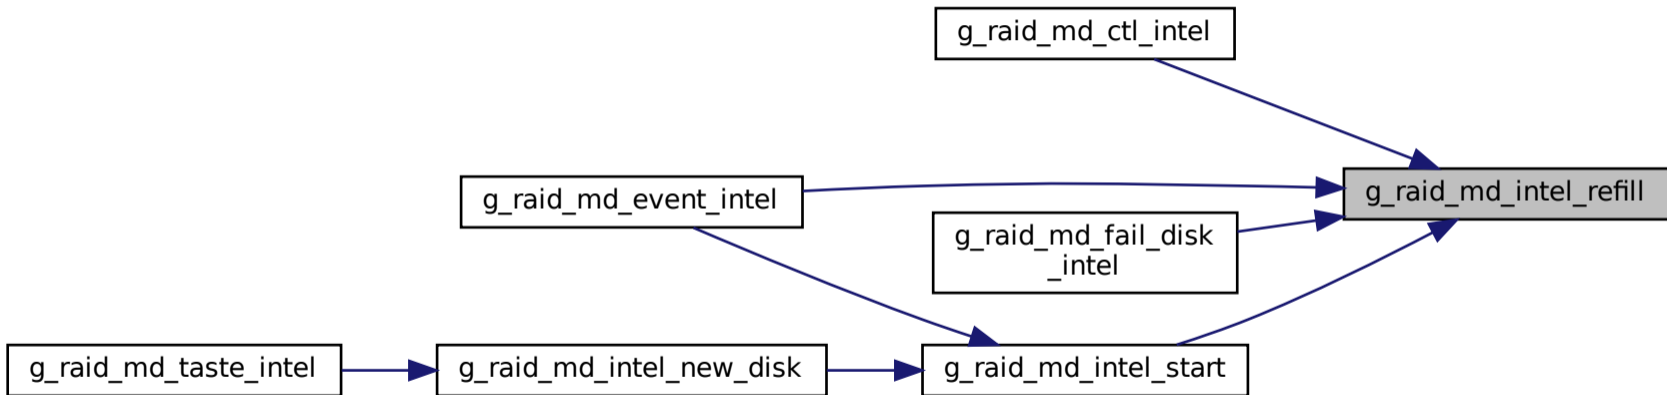 g_raid_md_ctl_intel
g_raid_md_intel_refill
g_raid_md_event_intel
g_raid_md_fail_disk
_intel
g_raid_md_taste_intel
g_raid_md_intel_new_disk
g_raid_md_intel_start